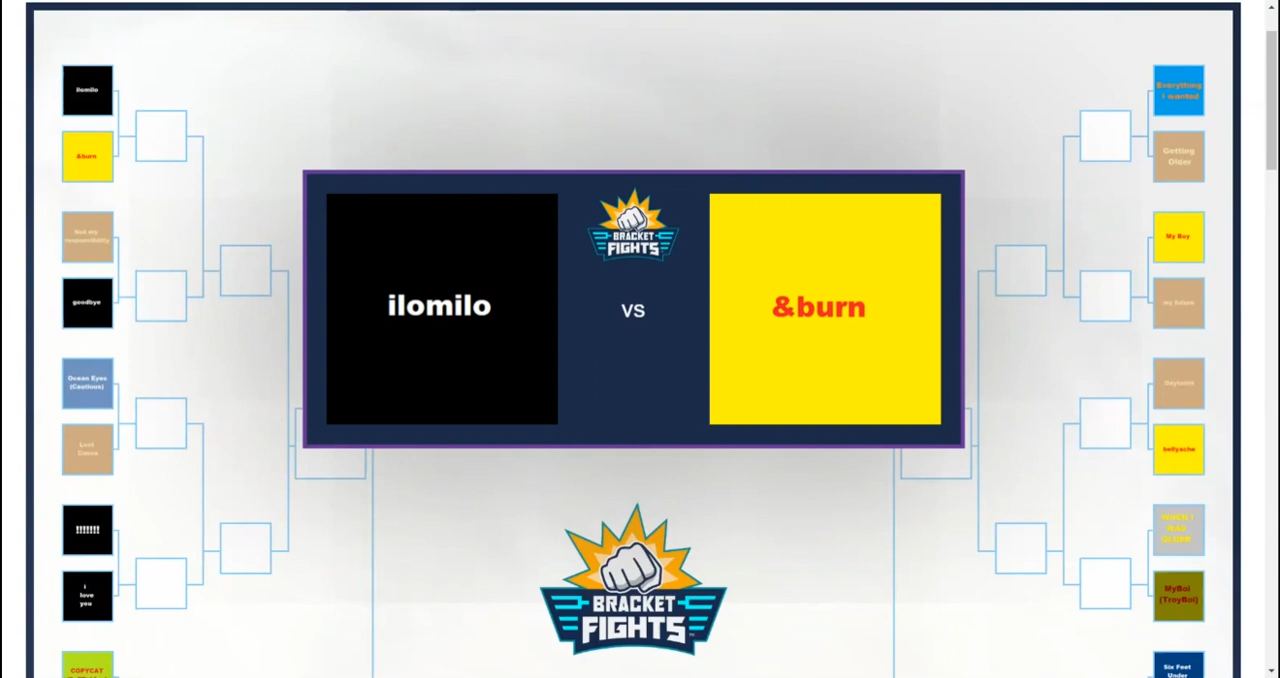 ilomilo
&burn
Not my
responsibility
goodbye
Ocean Eyes
(Cautious)
Lost
Cause
!!!!!!!
i
love
you
COPYCAT
ilomilo
BRACKET
FIGHTS
VS
&burn
BRACKET
FIGHTS
Everything
i wanted
Getting
Older
My Boy
my future
bellyache
WHEN I
WAS
OLDER
MyBoi
(TroyBoi)
Six Feet
Under